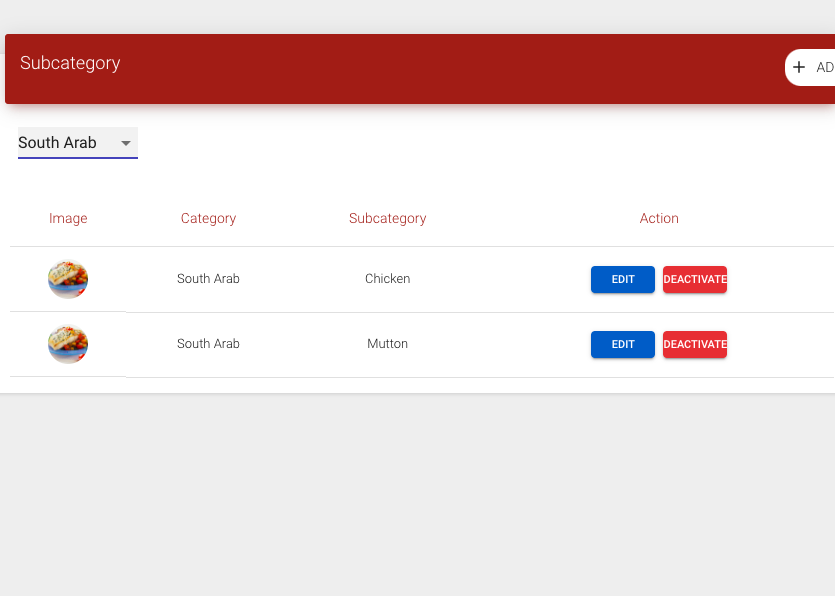 Subcategory
+ AD
South Arab
Image Category Subcategory Action
South Arab Chicken EDIT DEACTIVATE
South Arab Mutton EDIT DEACTIVATE